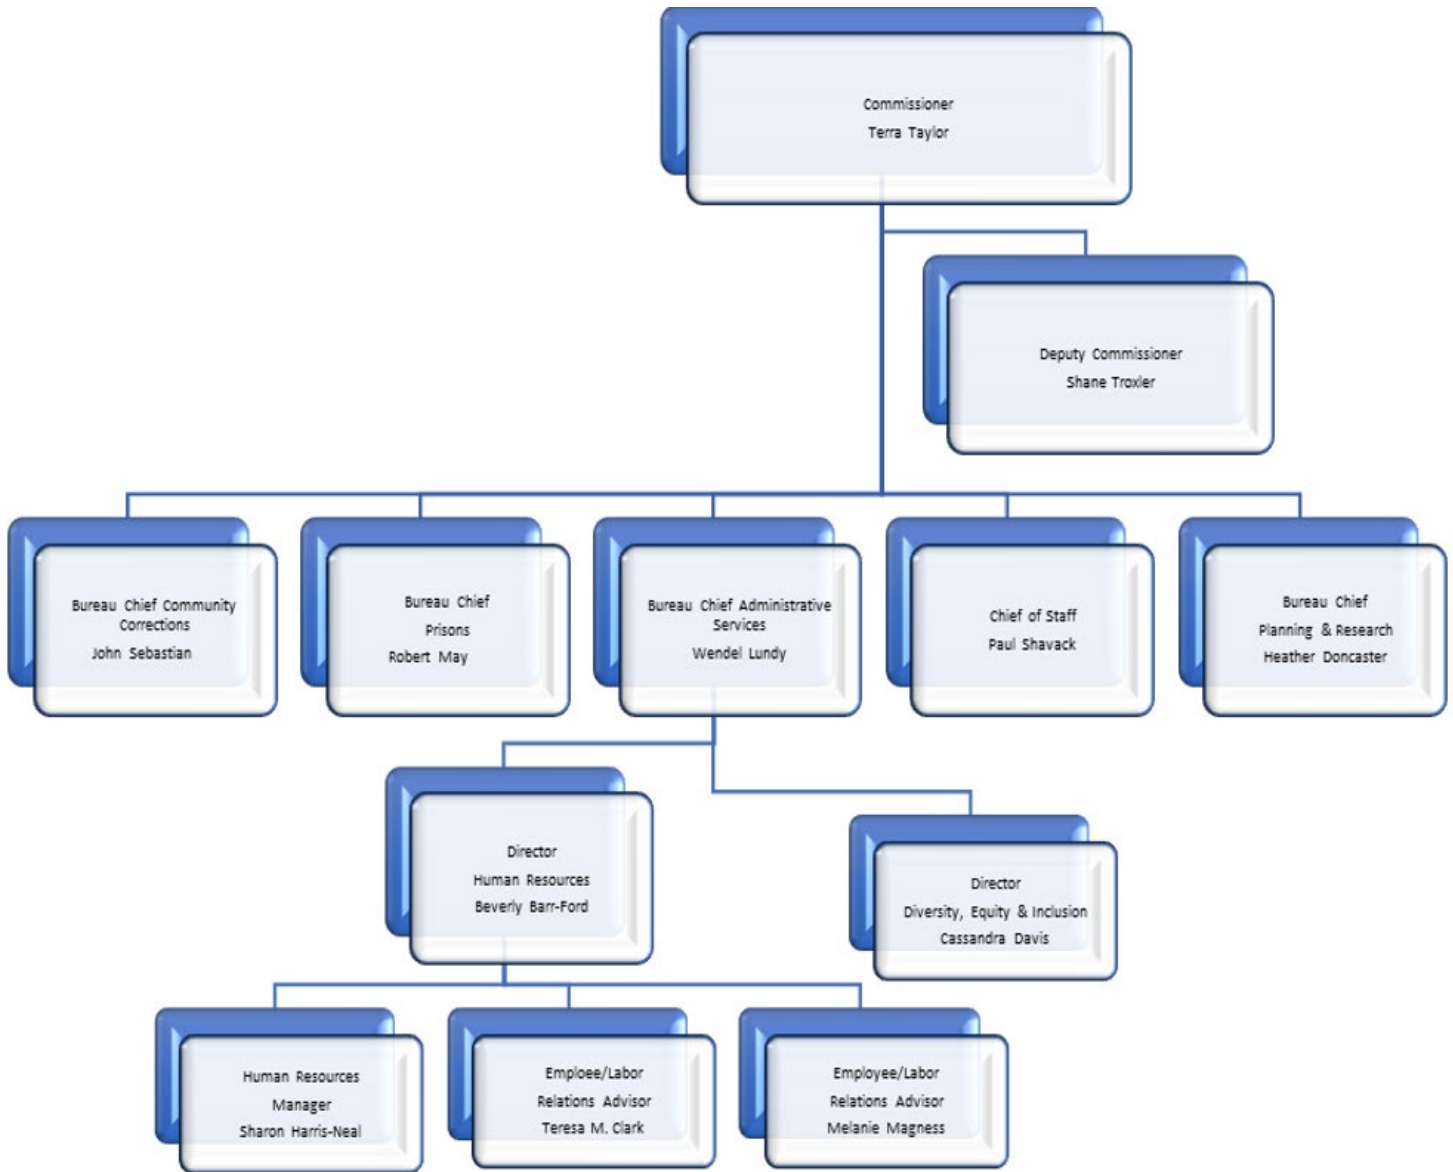 Commissioner
Terra Taylor
Deputy Commissioner
Shane Troxler
Bureau Chief Community
Corrections
John Sebastian
Bureau Chief
Prisons
Robert May
Bureau Chief Administrative
Services
Wendel Lundy
Chief of Staff
Paul Shavack
Bureau Chief
Planning & Research
Heather Doncaster
Director
Human Resources
Beverly Barr-Ford
Director
Diversity, Equity & Inclusion
Cassandra Davis
Human Resources
Manager
Sharon Harris-Neal
Emploee/Labor
Relations Advisor
Teresa M. Clark
Employee/Labor
Relations Advisor
Melanie Magness